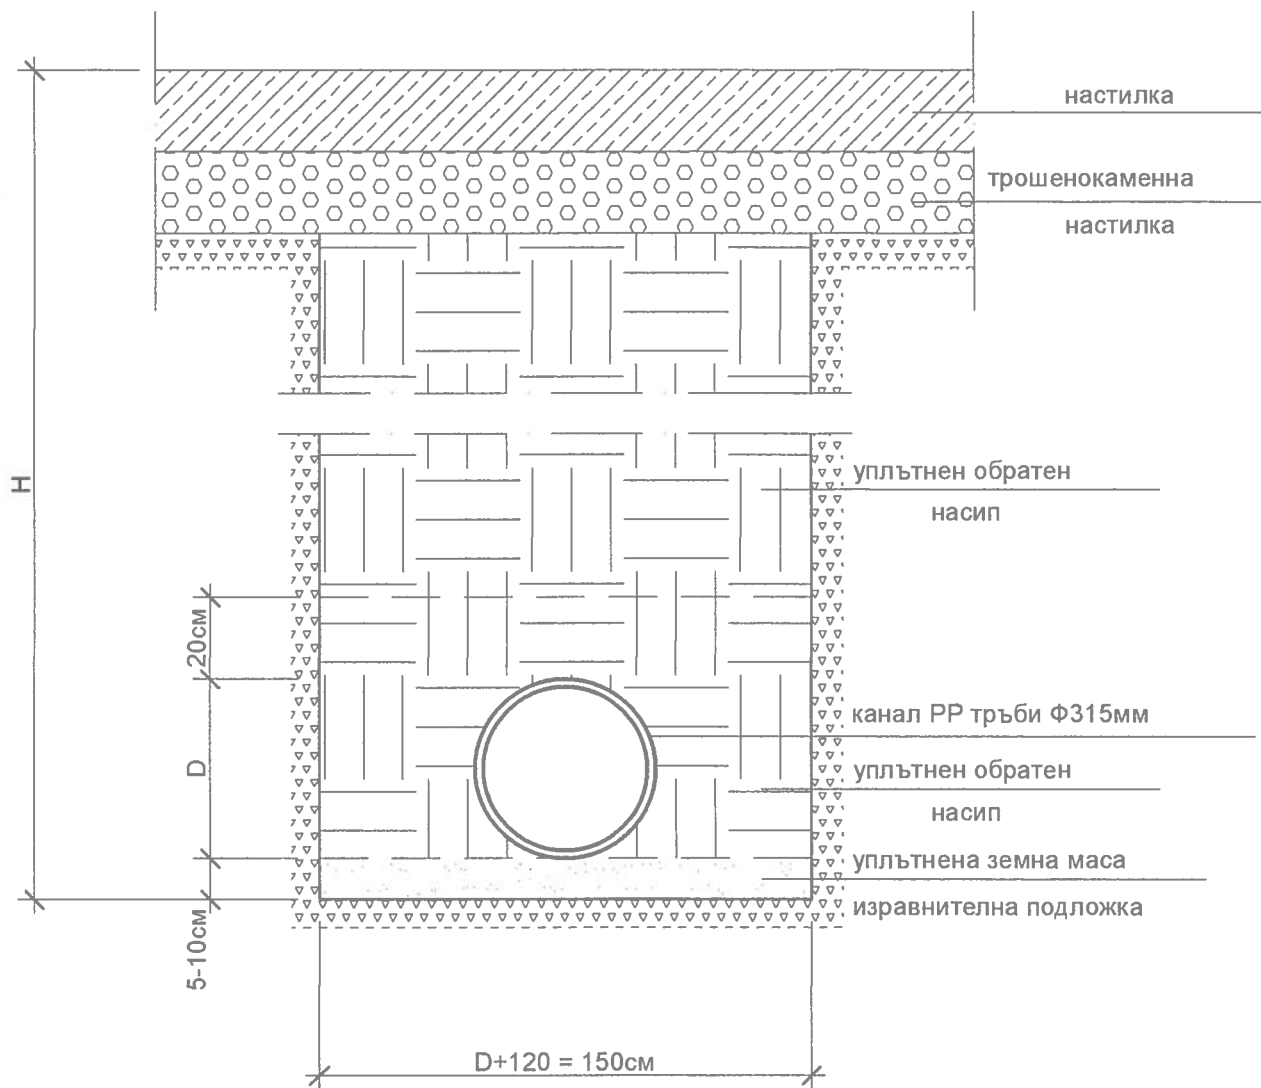 настилка
трошенокаменна
настилка
H
уплътнен обратен
насип
20см
D
канал PP тръби Ф315мм
уплътнен обратен
насип
уплътнена земна маса
изравнителна подложка
5-10см
D+120 = 150см